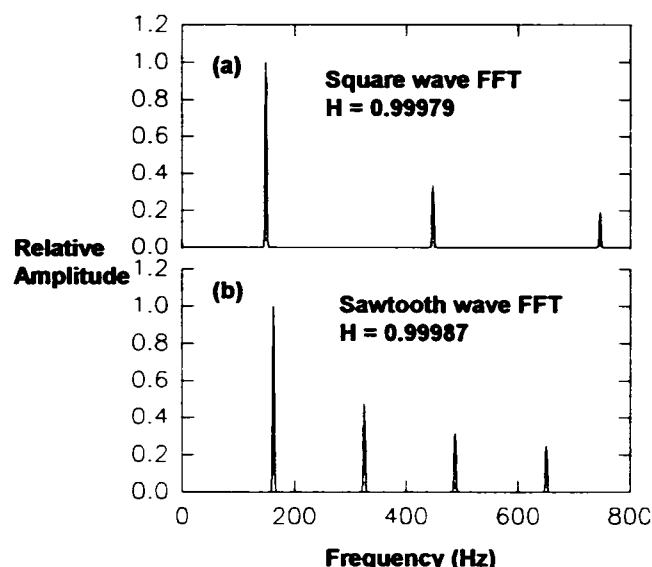 1.2
(a)
Square wave FFT
H = 0.99979
1.0
0.8
0.6
0.4
0.2
0.0
Relative
Amplitude
1.2
(b)
Sawtooth wave FFT
H = 0.99987
1.0
0.8
0.6
0.4
0.2
0.0
0 200 400 600 800
Frequency (Hz)